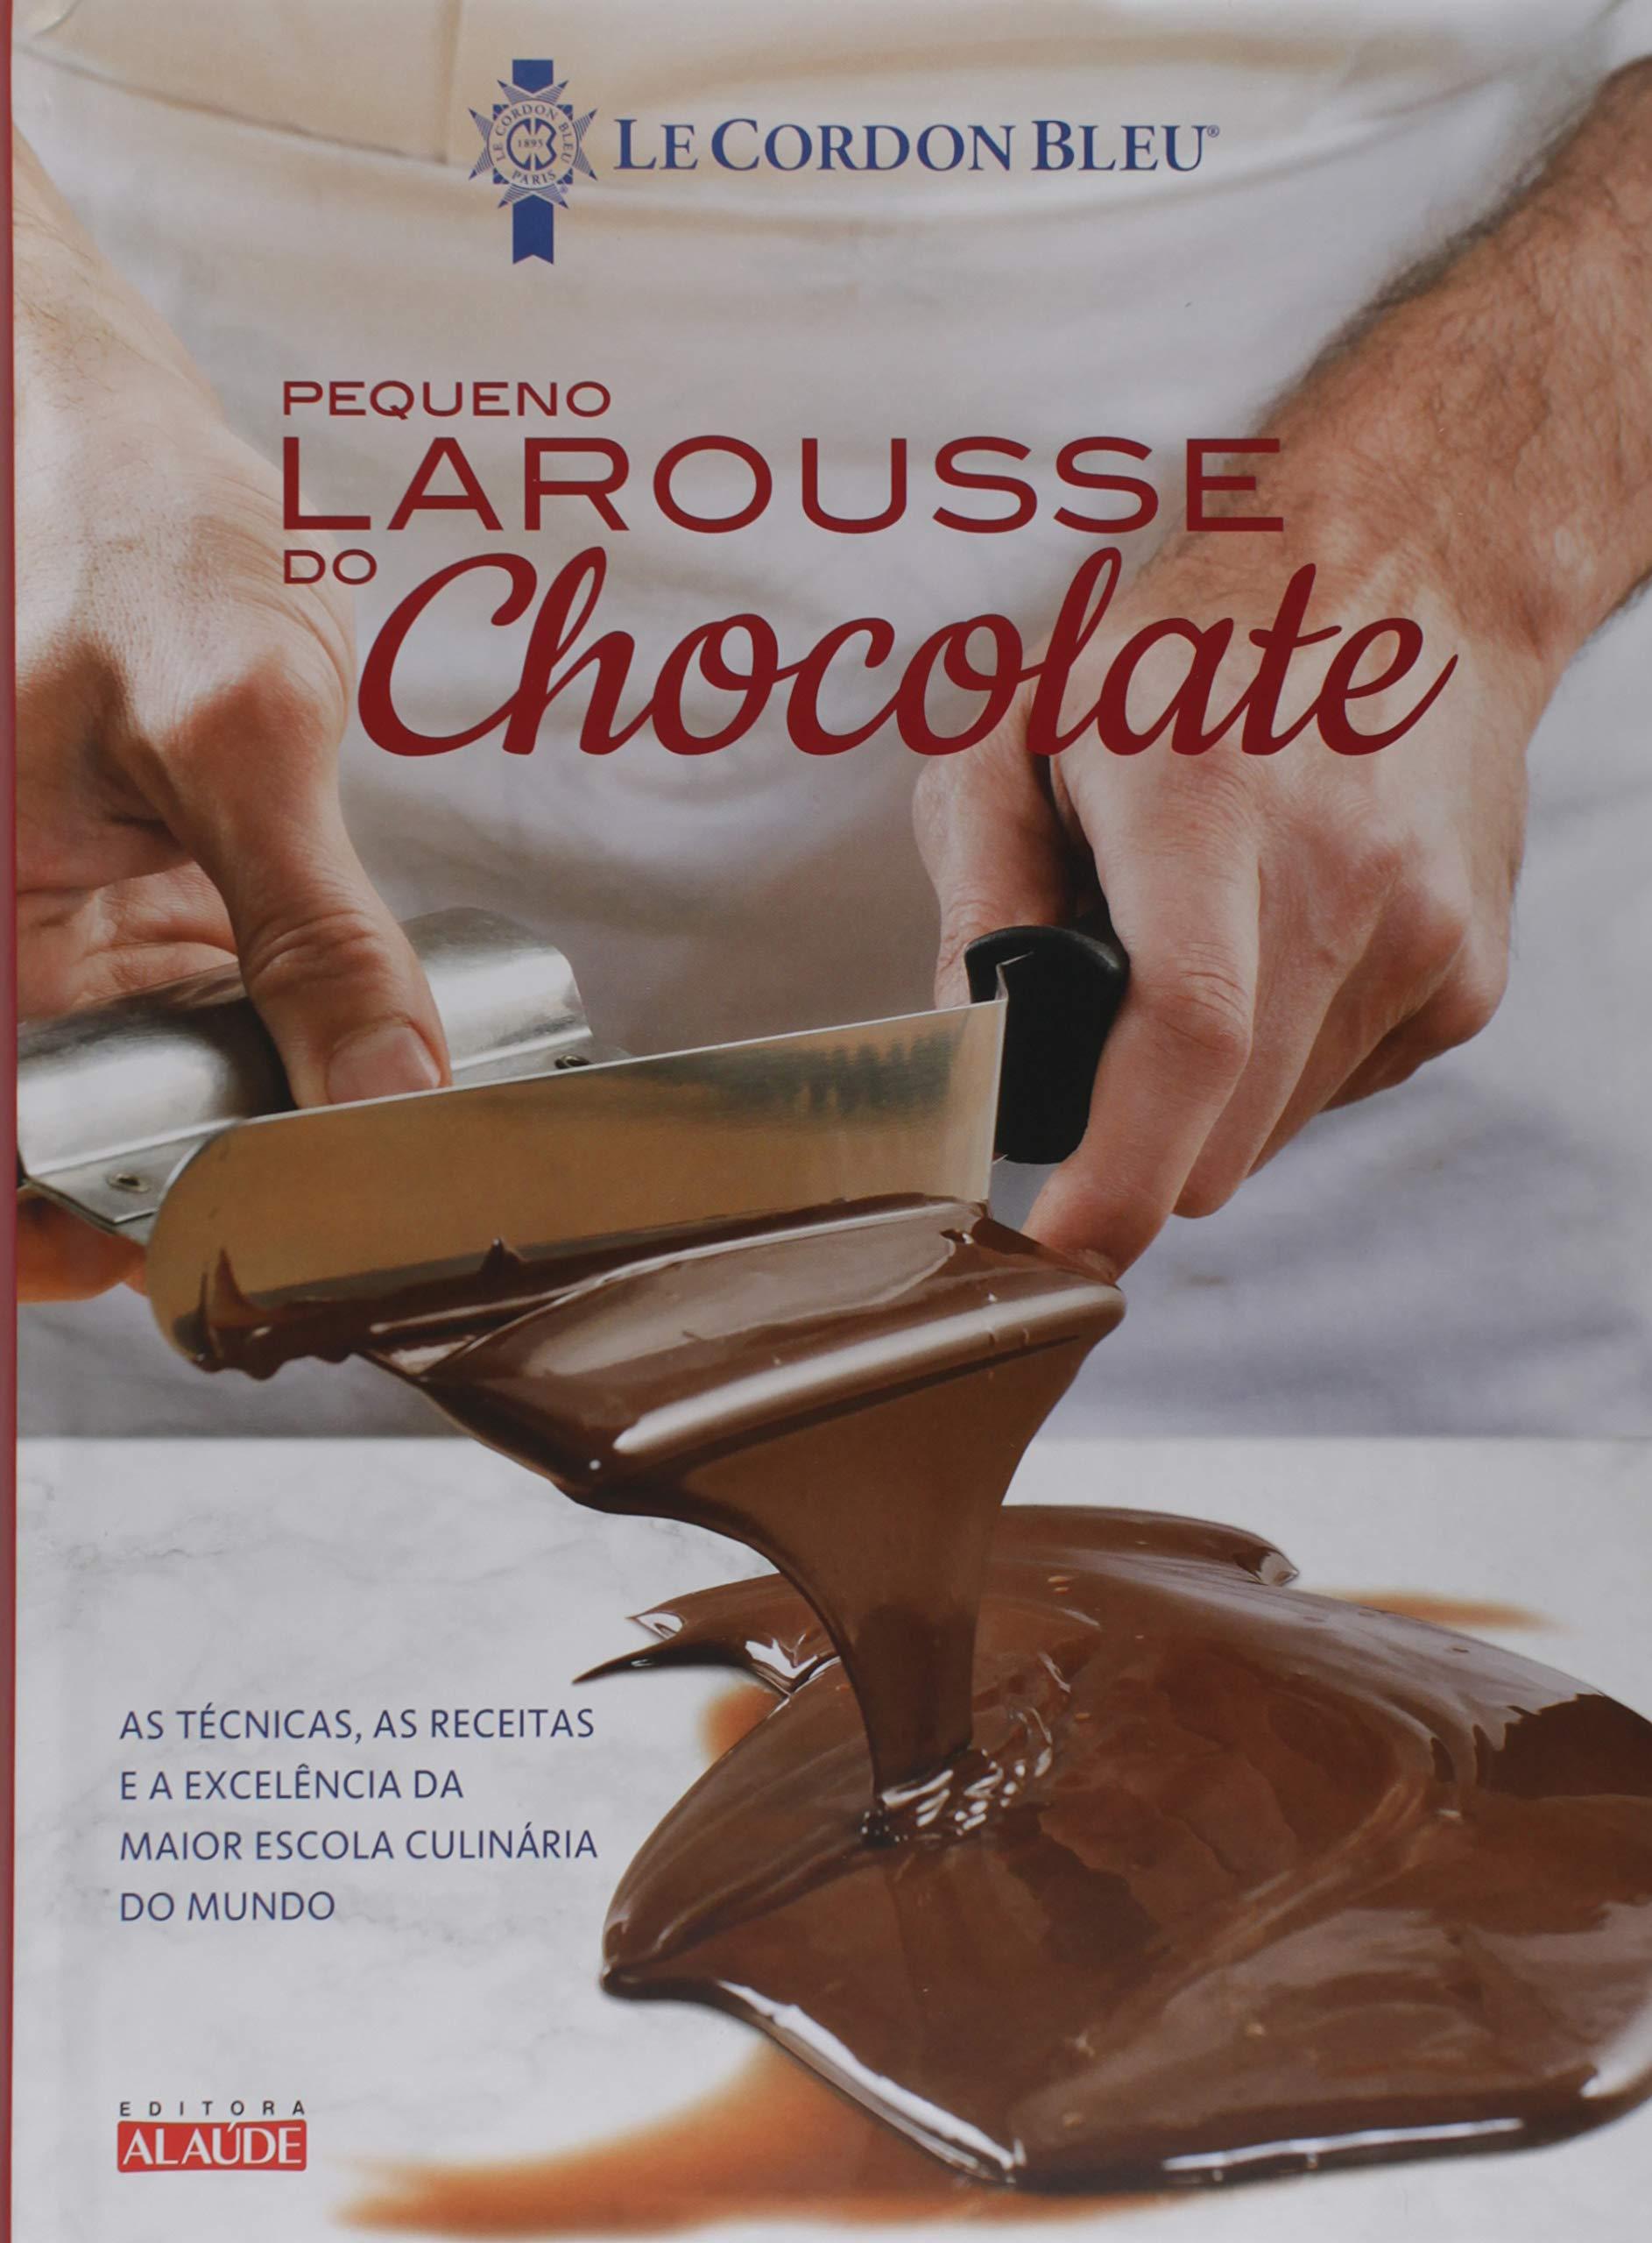 LE CORDON BLEU
1895
PARIS
LE CORDON BLEU®
PEQUENO
LAROUSSE
DO Chocolate
AS TÉCNICAS, AS RECEITAS
E A EXCELÊNCIA DA
MAIOR ESCOLA CULINÁRIA
DO MUNDO
EDITORA
ALAÚDE